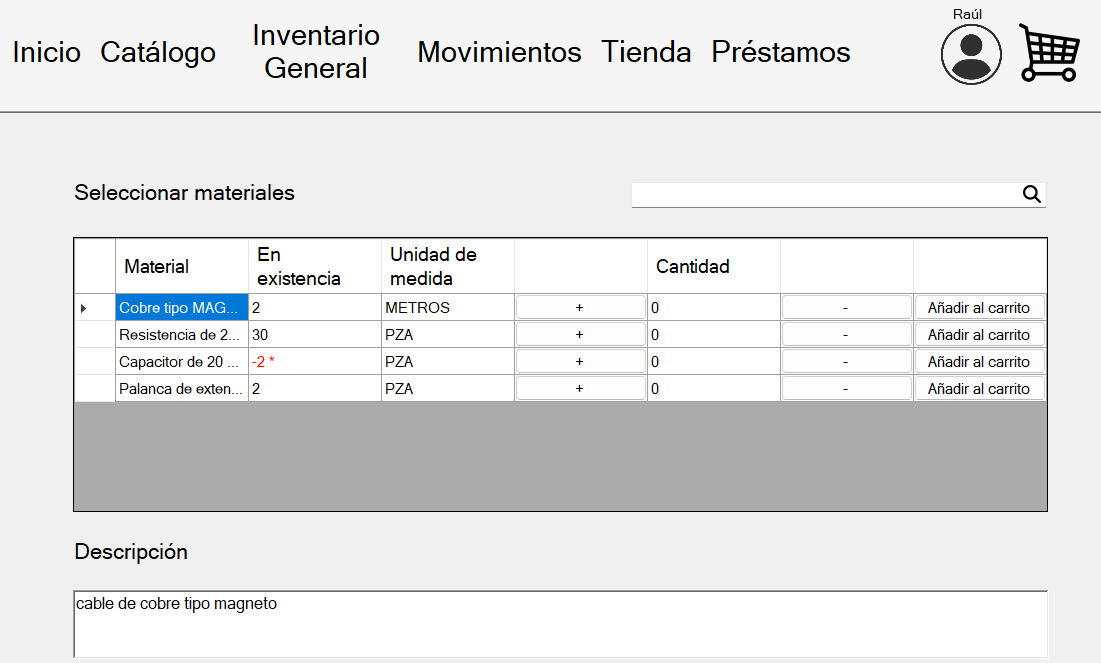 Raúl
Inicio Catálogo Inventario General Movimientos Tienda Préstamos
Seleccionar materiales
Material En existencia Unidad de medida Cantidad
Cobre tipo MAG... 2 METROS + 0 - Añadir al carrito
Resistencia de 2... 30 PZA + 0 - Añadir al carrito
Capacitor de 20 ... -2 * PZA + 0 - Añadir al carrito
Palanca de exten... 2 PZA + 0 - Añadir al carrito
Descripción
cable de cobre tipo magneto